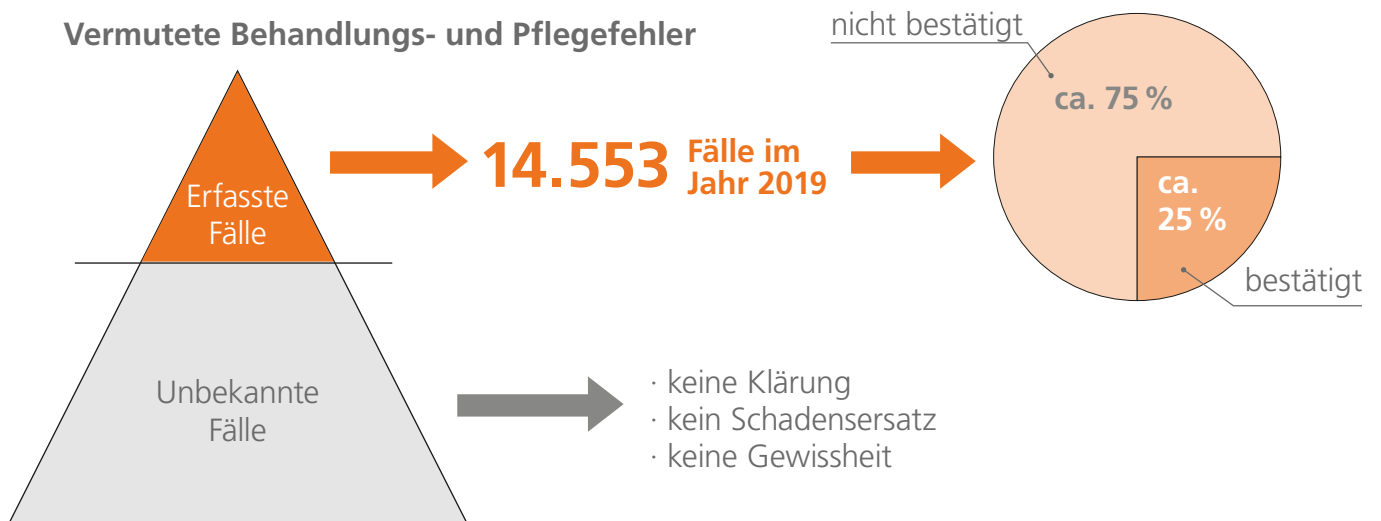 Vermutete Behandlungs- und Pflegefehler
nicht bestätigt
ca. 75 %
14.553
Fälle im
Jahr 2019
ca.
25 %
Erfasste
Fälle
bestätigt
Unbekannte
Fälle
· keine Klärung
· kein Schadensersatz
· keine Gewissheit